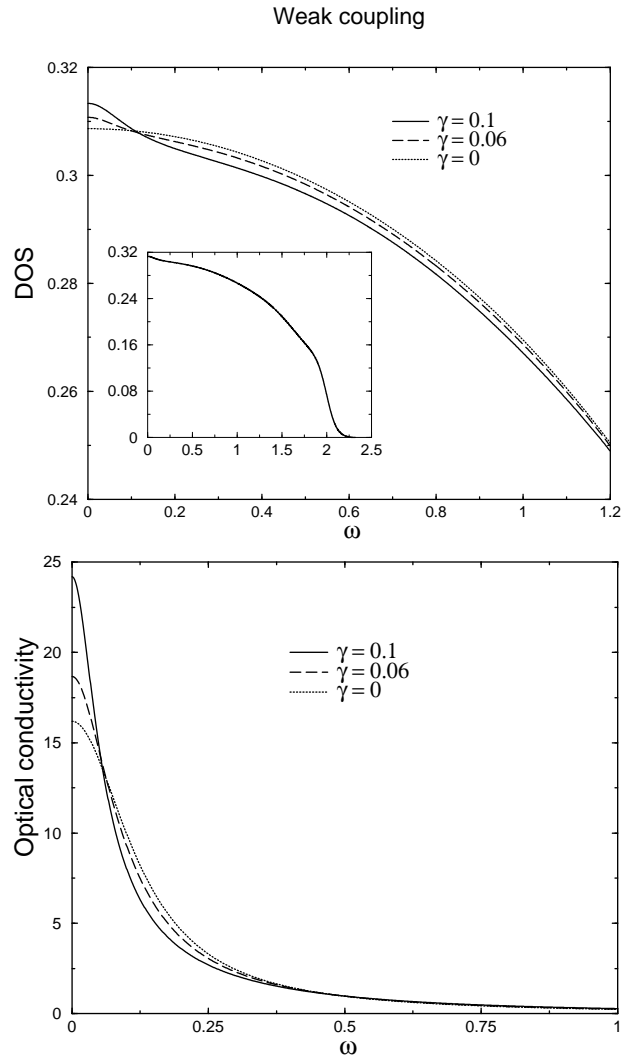 Weak coupling
0.32
0.3
0.28
0.26
0.24
DOS
γ = 0.1
γ = 0.06
γ = 0
0.32
0.24
0.16
0.08
0
0 0.5 1 1.5 2 2.5
0 0.2 0.4 0.6 0.8 1 1.2
ω
25
20
15
10
5
0
Optical conductivity
γ = 0.1
γ = 0.06
γ = 0
0 0.25 0.5 0.75 1
ω